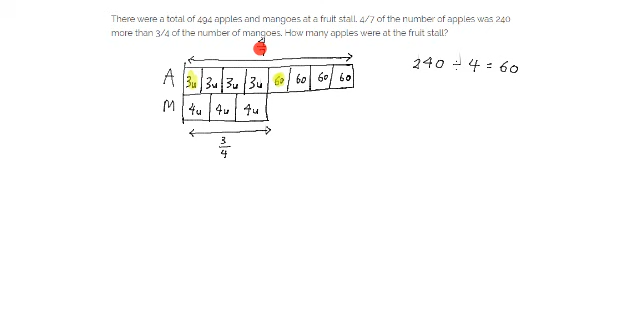 There were a total of 494 apples and mangoes at a fruit stall. 4/7 of the number of apples was 240
more than 3/4 of the number of mangoes. How many apples were at the fruit stall?
240 ÷ 4 = 60
A 3u 3u 3u 3u 60 60 60 60
M 4u 4u 4u
3
4